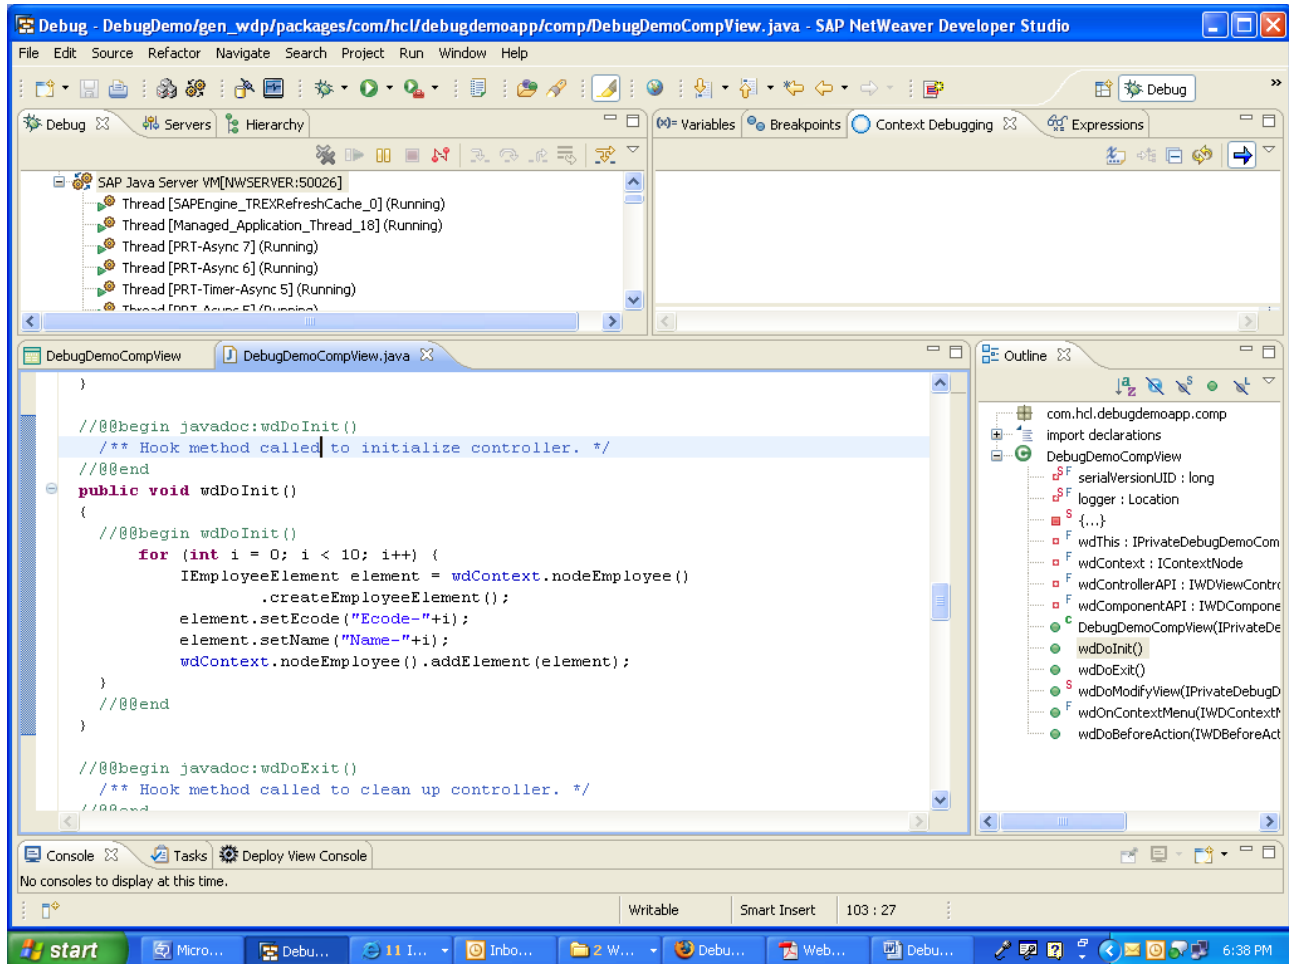 Debug - DebugDemo/gen_wdp/packages/com/hcl/debugdemoapp/comp/DebugDemoCompView.java - SAP NetWeaver Developer Studio
File Edit Source Refactor Navigate Search Project Run Window Help
Debug
Debug Servers Hierarchy
(x)= Variables Breakpoints Context Debugging Expressions
SAP Java Server VM[NWSERVER:50026]
Thread [SAPEngine_TREXRefreshCache_0] (Running)
Thread [Managed_Application_Thread_18] (Running)
Thread [PRT-Async 7] (Running)
Thread [PRT-Async 6] (Running)
Thread [PRT-Timer-Async 5] (Running)
Thread [PRT-Async 5] (Running)
DebugDemoCompView DebugDemoCompView.java
}
//@@begin javadoc:wdDoInit()
/** Hook method called to initialize controller. */
//@@end
public void wdDoInit()
{
//@@begin wdDoInit()
for (int i = 0; i < 10; i++) {
IEmployeeElement element = wdContext.nodeEmployee()
.createEmployeeElement();
element.setEcode("Ecode-"+i);
element.setName("Name-"+i);
wdContext.nodeEmployee().addElement(element);
}
//@@end
}
//@@begin javadoc:wdDoExit()
/** Hook method called to clean up controller. */
//@@end
Outline
com.hcl.debugdemoapp.comp
import declarations
DebugDemoCompView
serialVersionUID : long
logger : Location
{...}
wdThis : IPrivateDebugDemoCom
wdContext : IContextNode
wdControllerAPI : IWDViewContro
wdComponentAPI : IWDCompone
DebugDemoCompView(IPrivateDe
wdDoInit()
wdDoExit()
wdDoModifyView(IPrivateDebugD
wdOnContextMenu(IWDContextM
wdDoBeforeAction(IWDBeforeAct
Console Tasks Deploy View Console
No consoles to display at this time.
Writable Smart Insert 103 : 27
start Micro... Debu... 11 I... Inbo... 2 W... Debu... Web... Debu... 6:38 PM